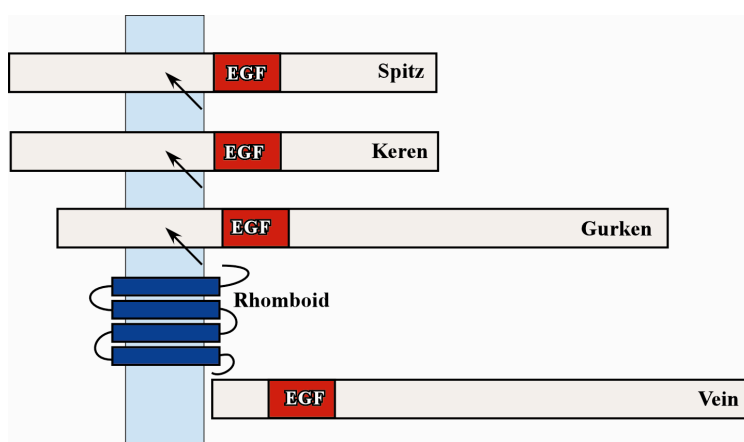 EGF Spitz
EGF Keren
EGF Gurken
Rhomboid
EGF Vein